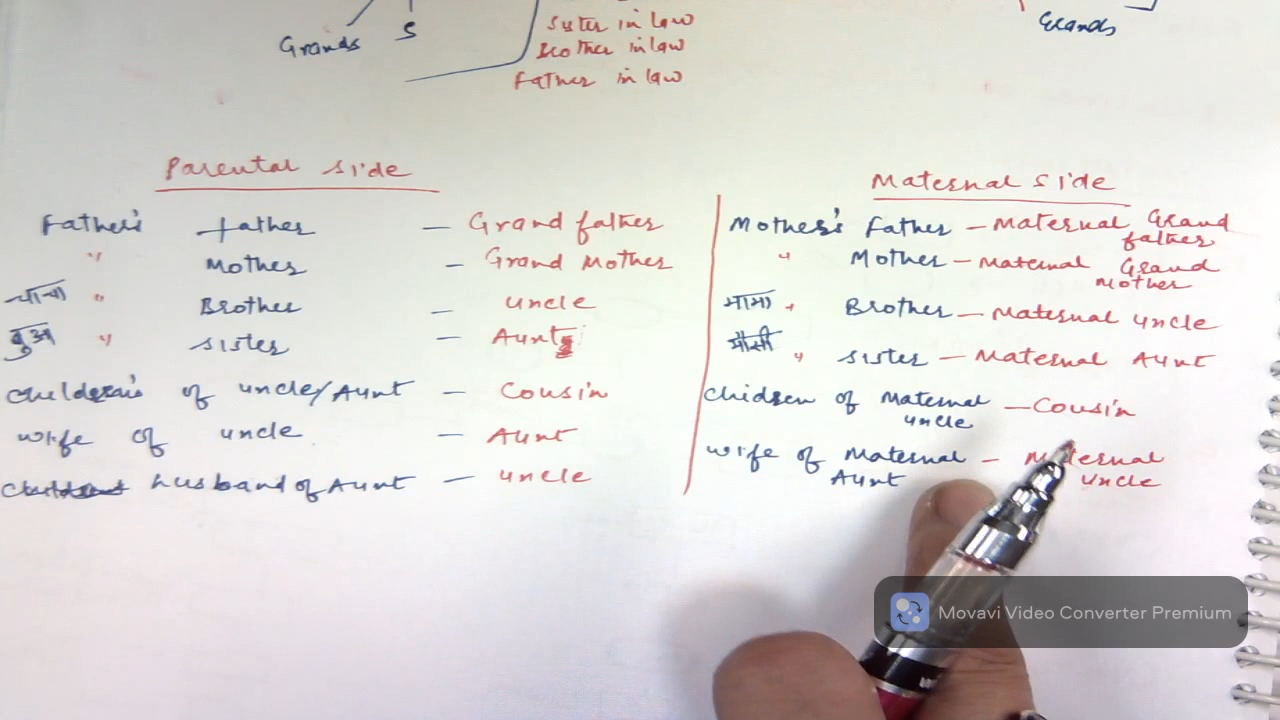 Grands S
Sister in law
Brother in law
Father in law
Grands
Parental side
Father's father – Grand father
" Mother – Grand Mother
चाचा " Brother – uncle
बुआ " sister – Aunt
of uncle/Aunt – Cousin
wife of uncle – Aunt
husband of Aunt – uncle
Maternal Side
Mother's Father – Maternal Grand
father
" Mother – Maternal Grand
Mother
मामा " Brother – Maternal uncle
मौसी " sister – Maternal Aunt
Chidren of Maternal – Cousin
uncle
wife of Maternal – Maternal
Aunt uncle
Movavi Video Converter Premium